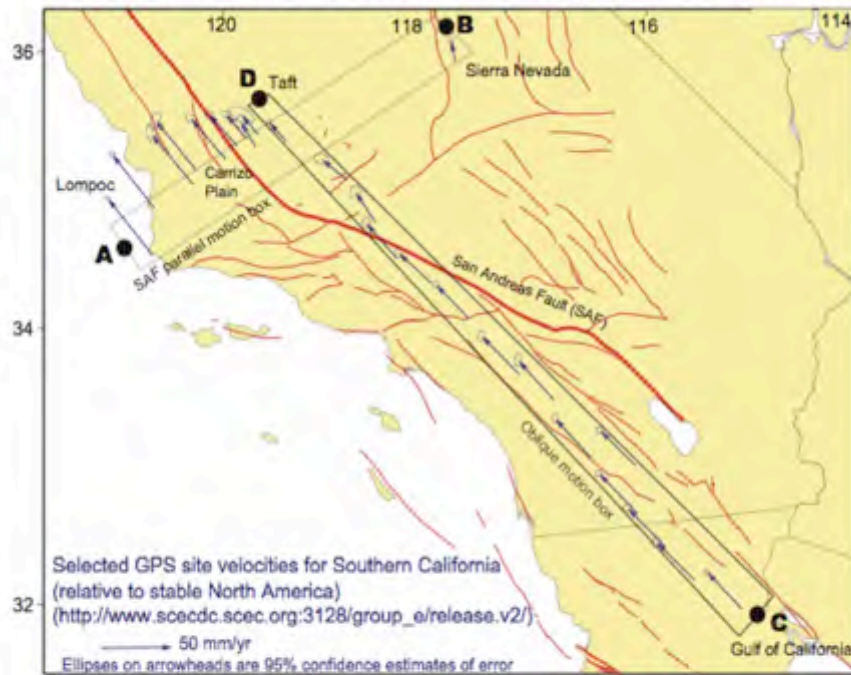 120
118
116
114
36
B
Sierra Nevada
D
Taft
Carrizo
Plain
Lompoc
A
SAF parallel motion box
San Andreas Fault (SAF)
34
Oblique motion box
Selected GPS site velocities for Southern California
(relative to stable North America)
(http://www.scecdc.scec.org:3128/group_e/release.v2/)
32
C
50 mm/yr
Gulf of California
Ellipses on arrowheads are 95% confidence estimates of error